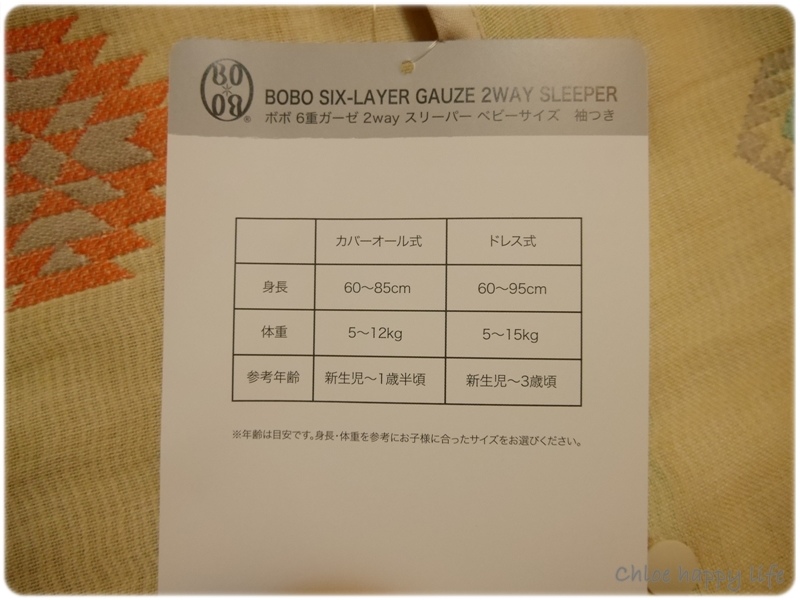 BO
BO
®
BOBO SIX-LAYER GAUZE 2WAY SLEEPER
ボボ 6重ガーゼ 2way スリーパー ベビーサイズ 袖つき
カバーオール式 ドレス式
身長 60〜85cm 60〜95cm
体重 5〜12kg 5〜15kg
参考年齢 新生児〜1歳半頃 新生児〜3歳頃
※年齢は目安です。身長・体重を参考にお子様に合ったサイズをお選びください。
Chloe happy life